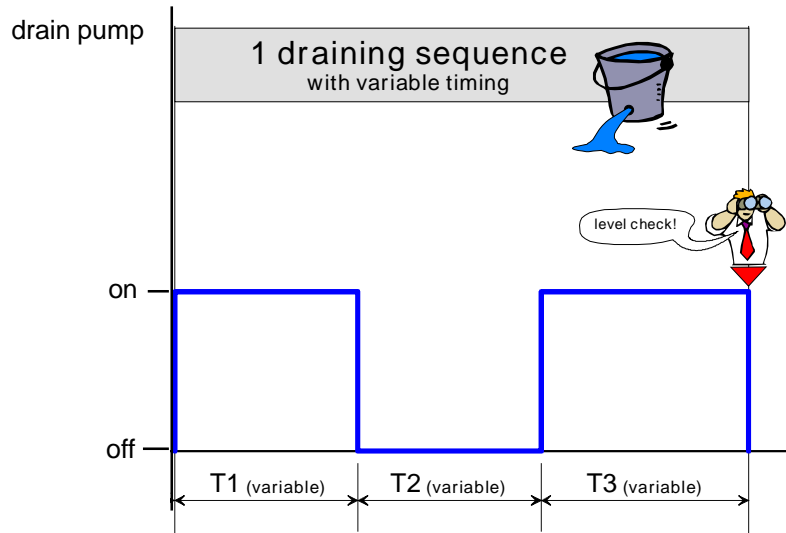 drain pump
1 draining sequence
with variable timing
level check!
on
off
T1 (variable)
T2 (variable)
T3 (variable)